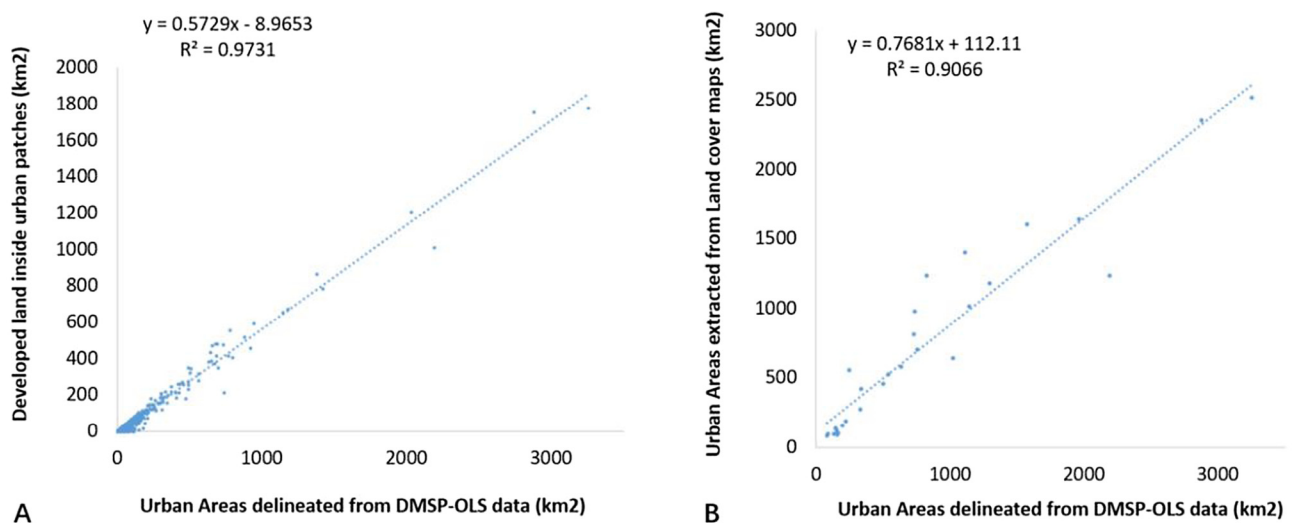 y = 0.5729x - 8.9653
R² = 0.9731
Developed land inside urban patches (km2)
2000
1800
1600
1400
1200
1000
800
600
400
200
0
0 1000 2000 3000
Urban Areas delineated from DMSP-OLS data (km2)
A
y = 0.7681x + 112.11
R² = 0.9066
Urban Areas extracted from Land cover maps (km2)
3000
2500
2000
1500
1000
500
0
0 1000 2000 3000
Urban Areas delineated from DMSP-OLS data (km2)
B